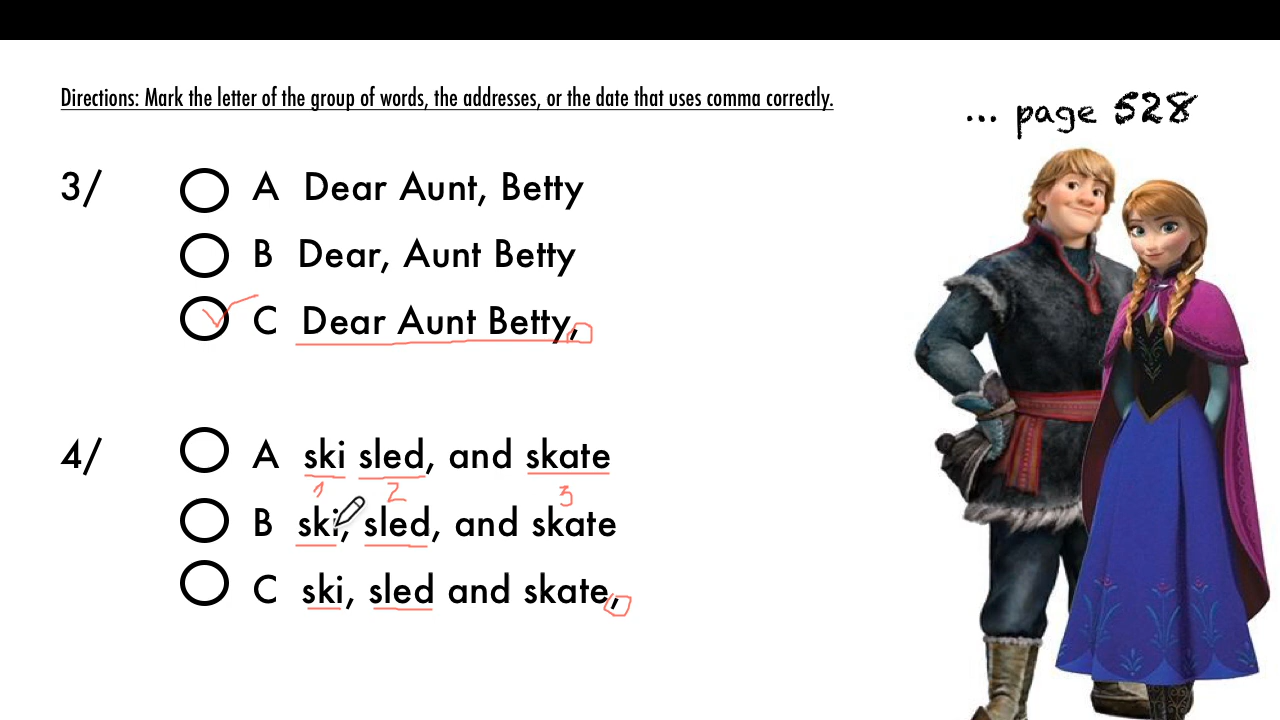 Directions: Mark the letter of the group of words, the addresses, or the date that uses comma correctly.
... page 528
3/
A Dear Aunt, Betty
B Dear, Aunt Betty
C Dear Aunt Betty,
4/
A ski sled, and skate
1 2 3
B ski, sled, and skate
C ski, sled and skate,